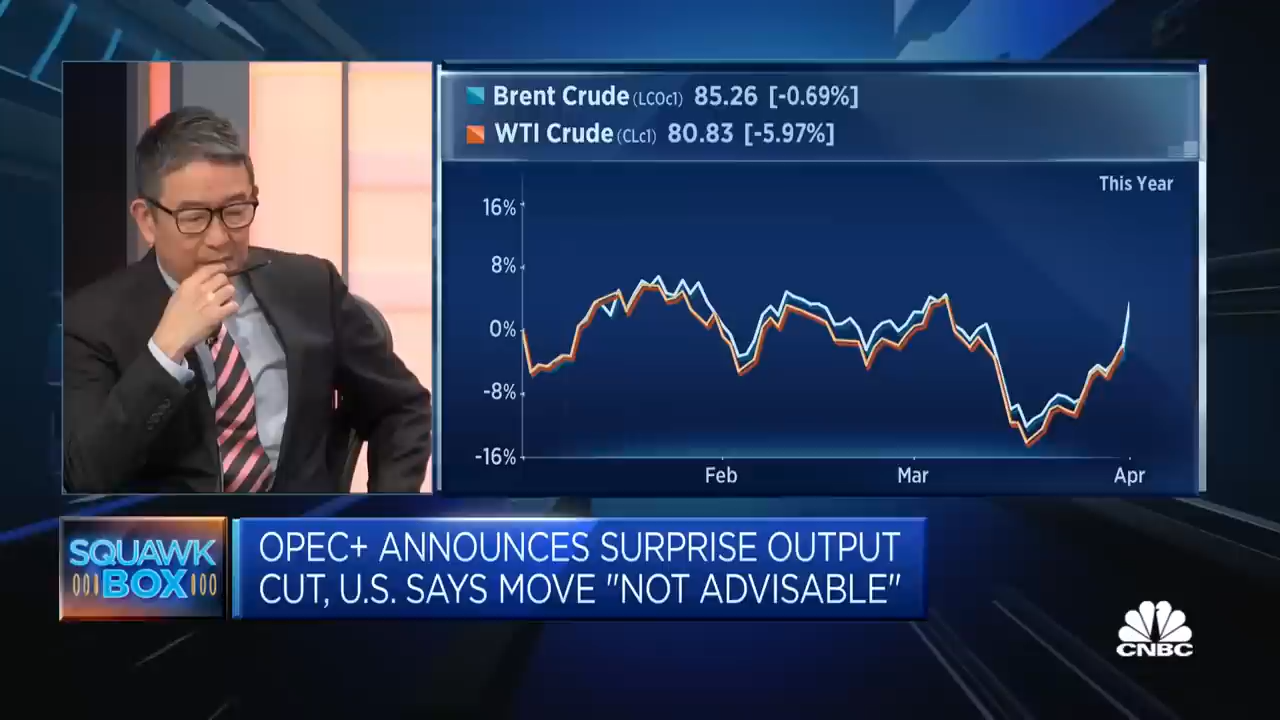 Brent Crude (LCOc1) 85.26 [-0.69%]
WTI Crude (CLc1) 80.83 [-5.97%]
This Year
16%
8%
0%
-8%
-16%
Feb Mar Apr
SQUAWK
BOX
OPEC+ ANNOUNCES SURPRISE OUTPUT
CUT, U.S. SAYS MOVE "NOT ADVISABLE"
CNBC